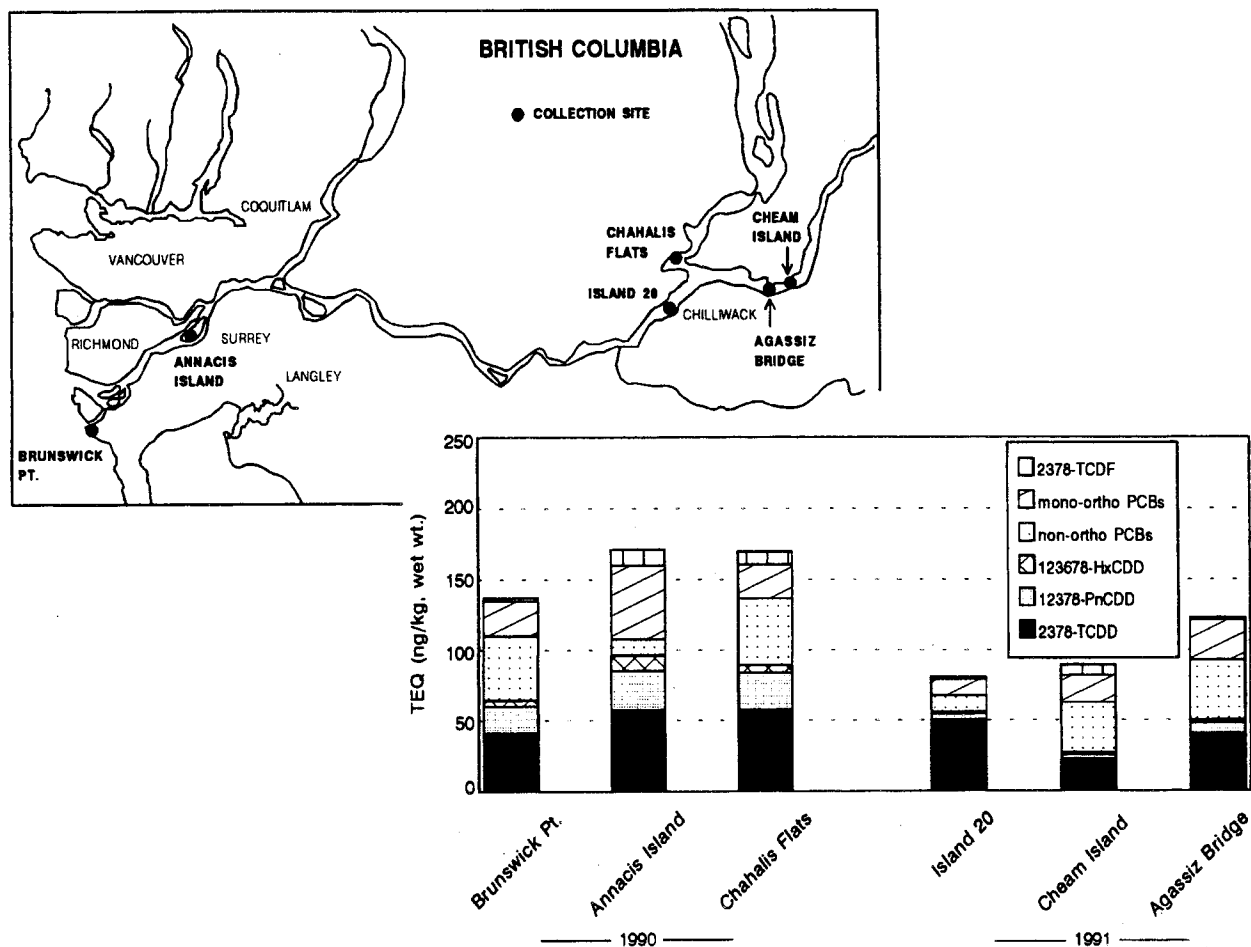 BRITISH COLUMBIA
COLLECTION SITE
COQUITLAM
CHAHALIS
FLATS
CHEAM
ISLAND
VANCOUVER
ISLAND 20
CHILLIWACK
RICHMOND
SURREY
ANNACIS
ISLAND
AGASSIZ
BRIDGE
LANGLEY
BRUNSWICK
PT.
TEQ (ng/kg, wet wt.)
250
200
150
100
50
0
2378-TCDF
mono-ortho PCBs
non-ortho PCBs
123678-HxCDD
12378-PnCDD
2378-TCDD
Brunswick Pt.
Annacis Island
Chahalis Flats
Island 20
Cheam Island
Agassiz Bridge
1990
1991